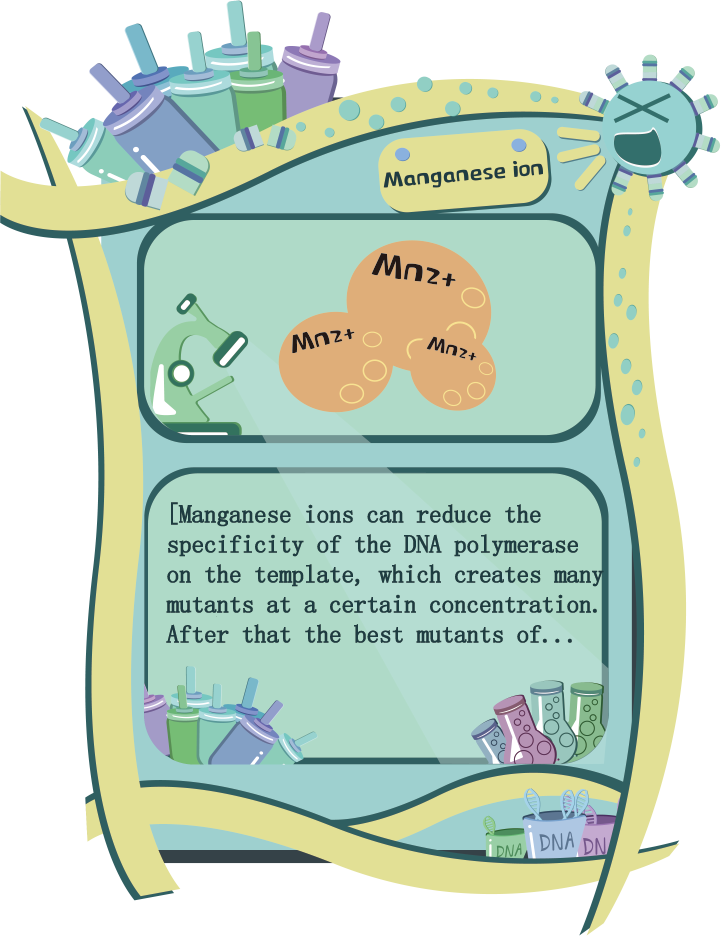 Manganese ion
Mn2+
Mn2+
Mn2+
[Manganese ions can reduce the
specificity of the DNA polymerase
on the template, which creates many
mutants at a certain concentration.
After that the best mutants of...
DNA
DNA
DN